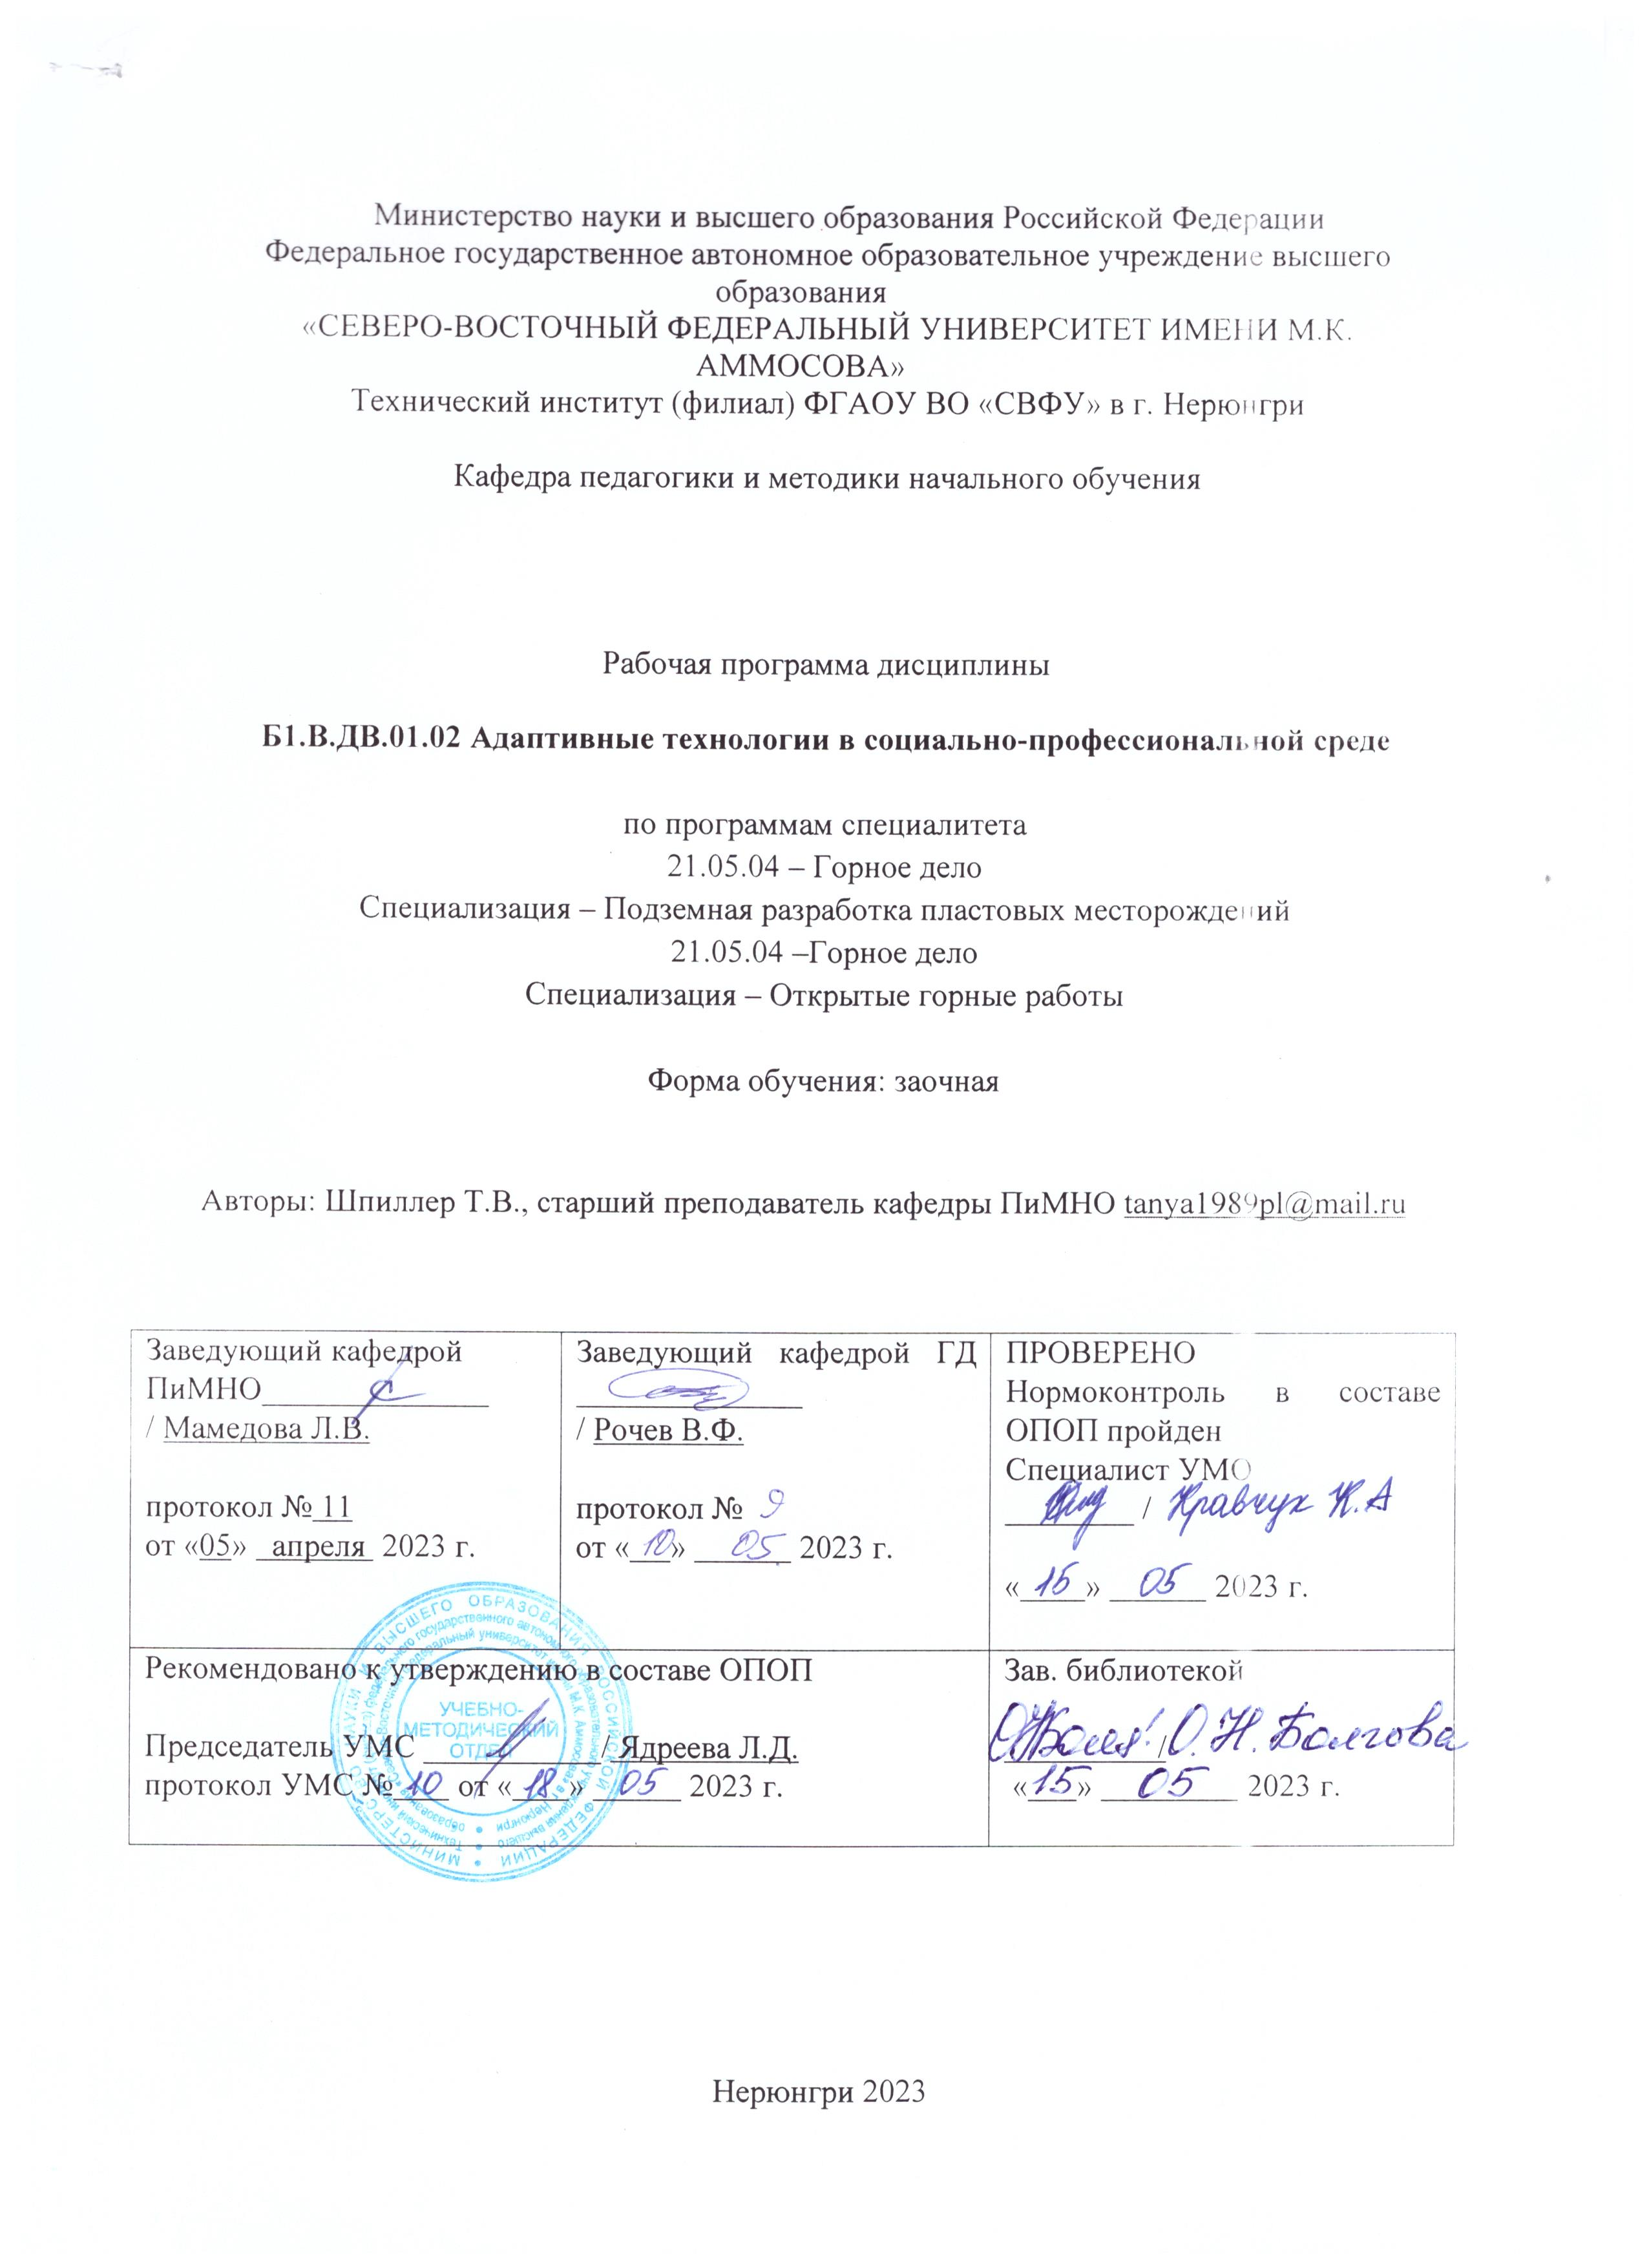 Министерство науки и высшего образования Российской Федерации
Федеральное государственное автономное образовательное учреждение высшего
образования
«СЕВЕРО-ВОСТОЧНЫЙ ФЕДЕРАЛЬНЫЙ УНИВЕРСИТЕТ ИМЕНИ М.К.
АММОСОВА»
Технический институт (филиал) ФГАОУ ВО «СВФУ» в г. Нерюнгри
Кафедра педагогики и методики начального обучения
Рабочая программа дисциплины
Б1.В.ДВ.01.02 Адаптивные технологии в социально-профессиональной среде
по программам специалитета
21.05.04 – Горное дело
Специализация – Подземная разработка пластовых месторождений
21.05.04 –Горное дело
Специализация – Открытые горные работы
Форма обучения: заочная
Авторы: Шпиллер Т.В., старший преподаватель кафедры ПиМНО tanya1989pl@mail.ru
Заведующий кафедрой
ПиМНО
/ Мамедова Л.В.
протокол № 11
от «05» апреля 2023 г.
Заведующий кафедрой ГД
/ Рочев В.Ф.
протокол № 9
от «10» 05 2023 г.
ПРОВЕРЕНО
Нормоконтроль в составе
ОПОП пройден
Специалист УМО
/ Кравчук К.А
«15» 05 2023 г.
Рекомендовано к утверждению в составе ОПОП
Председатель УМС / Ядреева Л.Д.
протокол УМС № 10 от «18» 05 2023 г.
УЧЕБНО-
МЕТОДИЧЕСКИЙ
ОТДЕЛ
Зав. библиотекой
/ О.Н. Болгова
«15» 05 2023 г.
Нерюнгри 2023